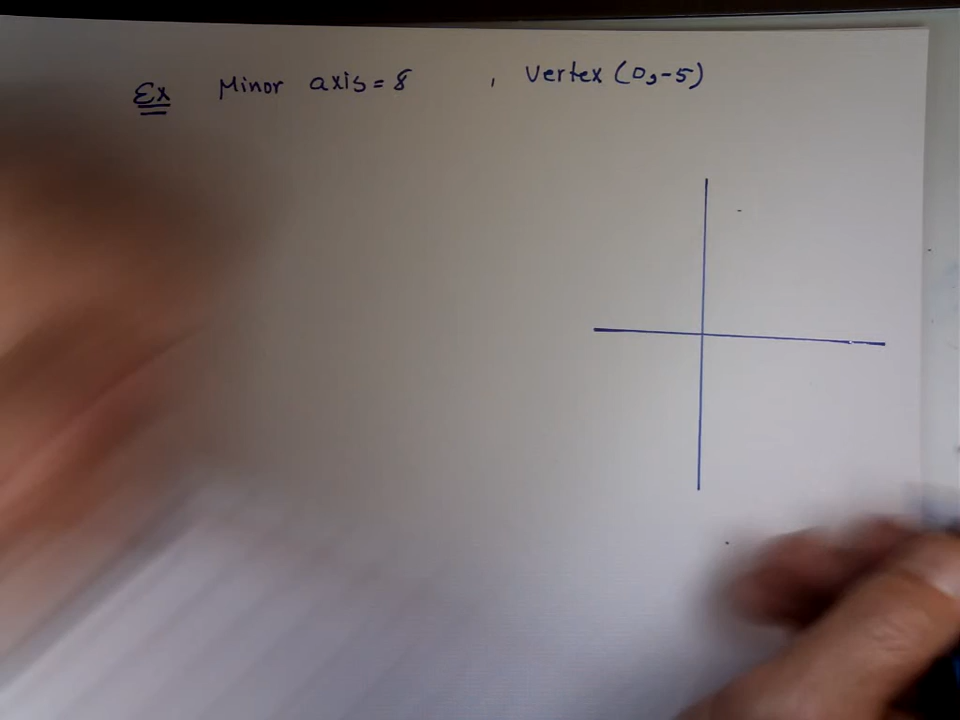 Ex Minor axis = 8 , Vertex (0,-5)